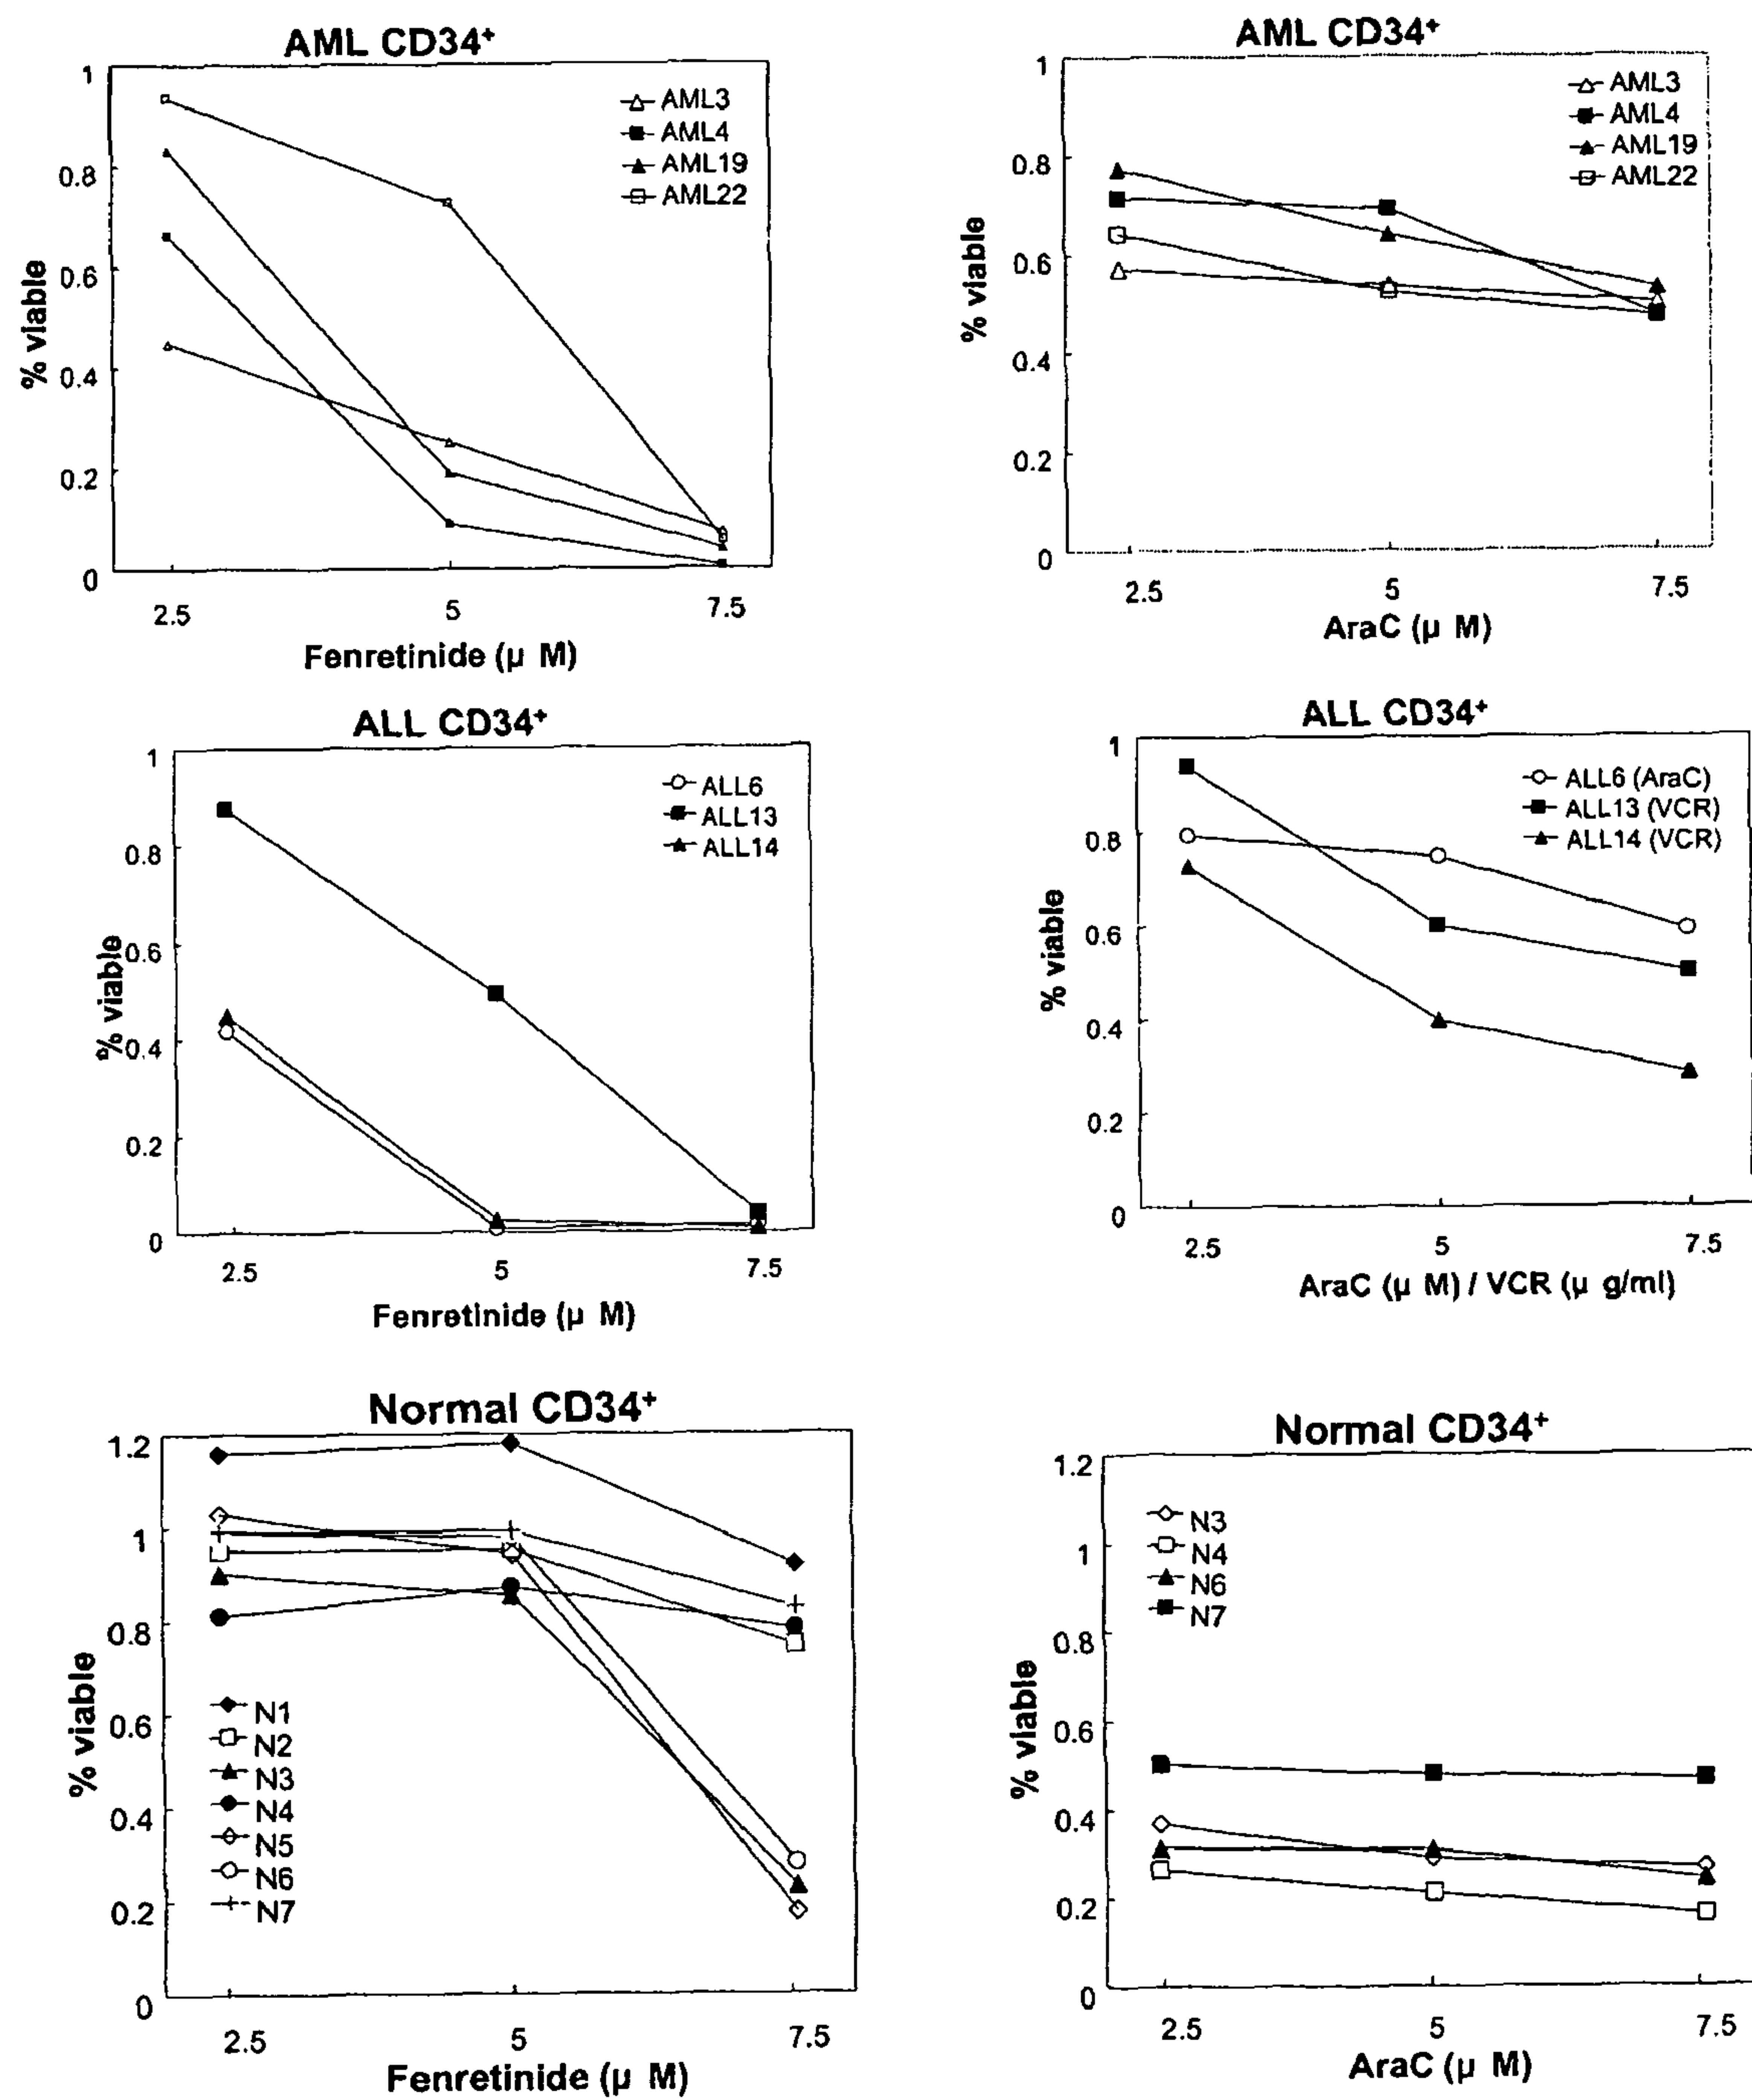 AML CD34+
% viable
1
0.8
0.6
0.4
0.2
0
AML3
AML4
AML19
AML22
2.5 5 7.5
Fenretinide (μ M)
AML CD34+
% viable
1
0.8
0.6
0.4
0.2
0
AML3
AML4
AML19
AML22
2.5 5 7.5
AraC (μ M)
ALL CD34+
% viable
1
0.8
0.6
0.4
0.2
0
ALL6
ALL13
ALL14
2.5 5 7.5
Fenretinide (μ M)
ALL CD34+
% viable
1
0.8
0.6
0.4
0.2
0
ALL6 (AraC)
ALL13 (VCR)
ALL14 (VCR)
2.5 5 7.5
AraC (μ M) / VCR (μ g/ml)
Normal CD34+
% viable
1.2
1
0.8
0.6
0.4
0.2
0
N1
N2
N3
N4
N5
N6
N7
2.5 5 7.5
Fenretinide (μ M)
Normal CD34+
% viable
1.2
1
0.8
0.6
0.4
0.2
0
N3
N4
N6
N7
2.5 5 7.5
AraC (μ M)